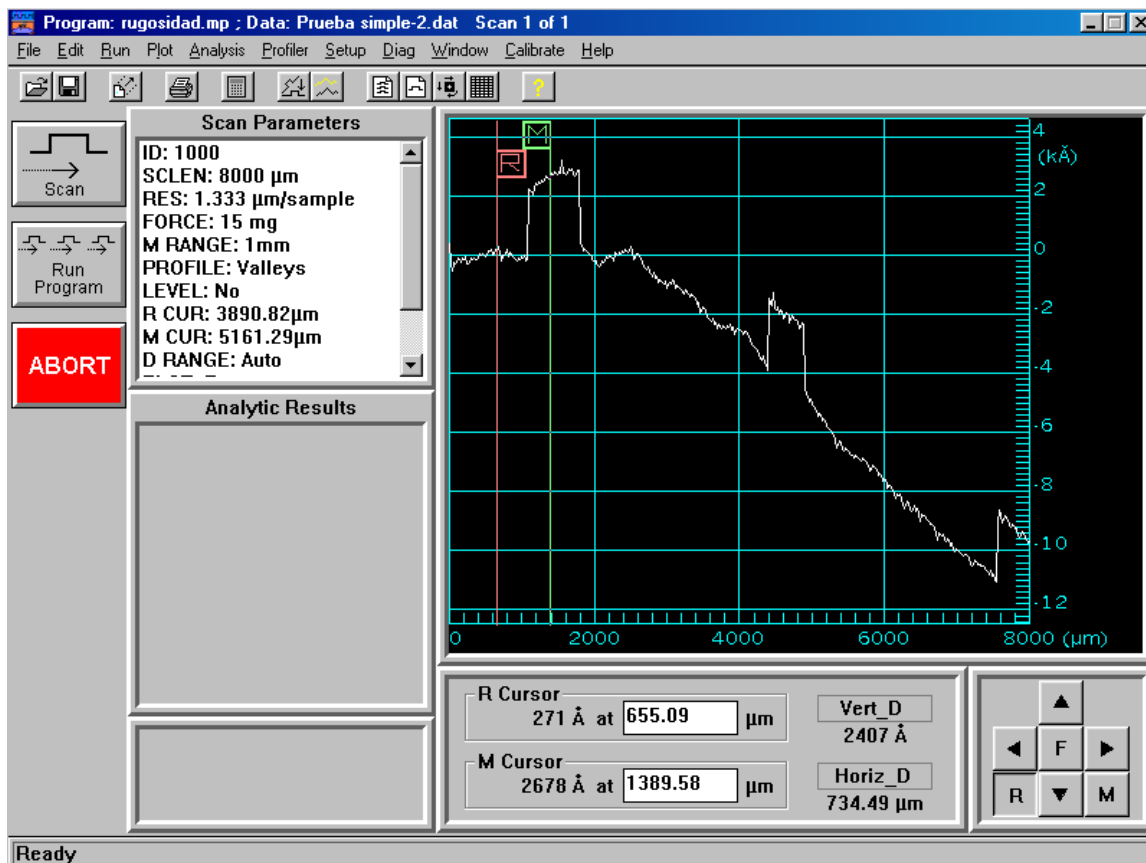 Program: rugosidad.mp ; Data: Prueba simple-2.dat   Scan 1 of 1
File Edit Run Plot Analysis Profiler Setup Diag Window Calibrate Help
?
Scan
Run
Program
ABORT
Scan Parameters
ID: 1000
SCLEN: 8000 µm
RES: 1.333 µm/sample
FORCE: 15 mg
M RANGE: 1mm
PROFILE: Valleys
LEVEL: No
R CUR: 3890.82µm
M CUR: 5161.29µm
D RANGE: Auto
Analytic Results
M
R
4
(kÅ)
2
0
-2
-4
-6
-8
-10
-12
0 2000 4000 6000 8000 (µm)
R Cursor
271 Å at 655.09 µm
M Cursor
2678 Å at 1389.58 µm
Vert_D
2407 Å
Horiz_D
734.49 µm
F
R M
Ready